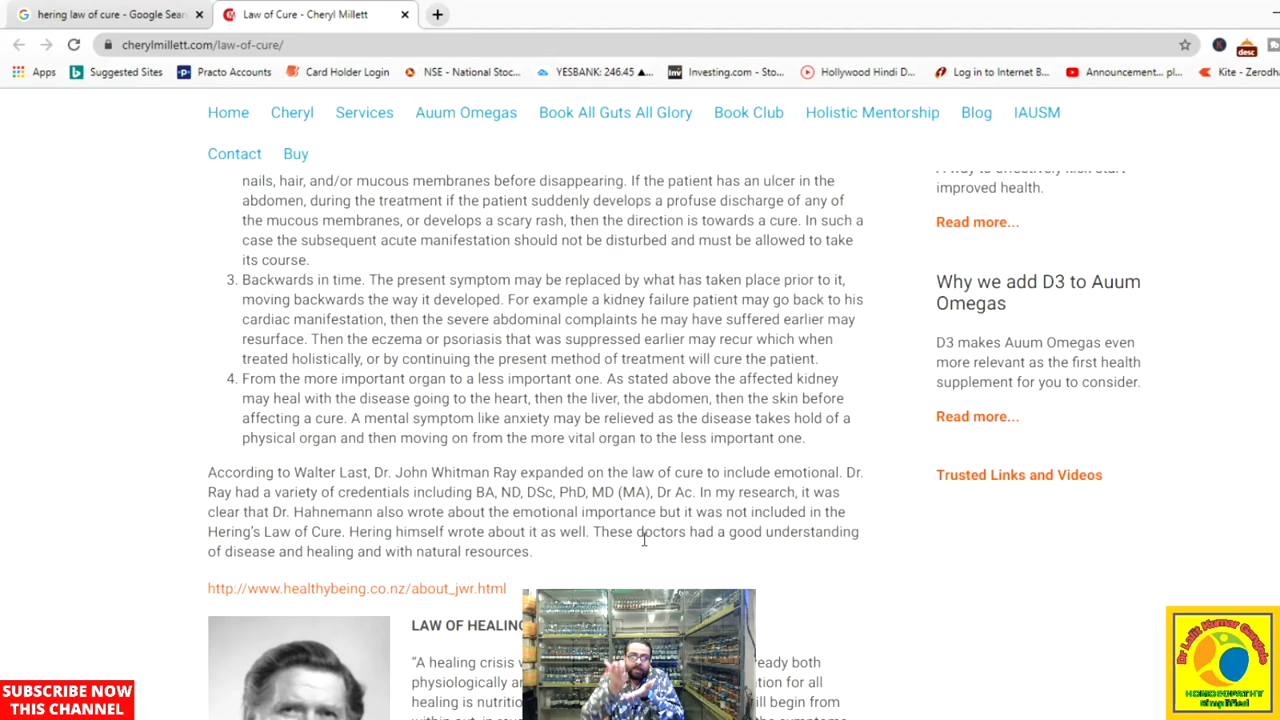 hering law of cure - Google Sear
Law of Cure - Cheryl Millett
cherylmillett.com/law-of-cure/
desc
Apps
Suggested Sites
Practo Accounts
Card Holder Login
NSE - National Stoc...
YESBANK: 246.45 ▲...
Inv
Investing.com - Sto...
Hollywood Hindi D...
Log in to Internet B...
Announcement... pl...
Kite - Zerodha
Home
Cheryl
Services
Auum Omegas
Book All Guts All Glory
Book Club
Holistic Mentorship
Blog
IAUSM
Contact
Buy
nails, hair, and/or mucous membranes before disappearing. If the patient has an ulcer in the
abdomen, during the treatment if the patient suddenly develops a profuse discharge of any of
the mucous membranes, or develops a scary rash, then the direction is towards a cure. In such a
case the subsequent acute manifestation should not be disturbed and must be allowed to take
its course.
3. Backwards in time. The present symptom may be replaced by what has taken place prior to it,
moving backwards the way it developed. For example a kidney failure patient may go back to his
cardiac manifestation, then the severe abdominal complaints he may have suffered earlier may
resurface. Then the eczema or psoriasis that was suppressed earlier may recur which when
treated holistically, or by continuing the present method of treatment will cure the patient.
4. From the more important organ to a less important one. As stated above the affected kidney
may heal with the disease going to the heart, then the liver, the abdomen, then the skin before
affecting a cure. A mental symptom like anxiety may be relieved as the disease takes hold of a
physical organ and then moving on from the more vital organ to the less important one.
According to Walter Last, Dr. John Whitman Ray expanded on the law of cure to include emotional. Dr.
Ray had a variety of credentials including BA, ND, DSc, PhD, MD (MA), Dr Ac. In my research, it was
clear that Dr. Hahnemann also wrote about the emotional importance but it was not included in the
Hering's Law of Cure. Hering himself wrote about it as well. These doctors had a good understanding
of disease and healing and with natural resources.
http://www.healthybeing.co.nz/about_jwr.html
LAW OF HEALING
"A healing crisis
eady both
physiologically an
tion for all
healing is nutritio
ill begin from
the symptoms
A way to effectively kick start
improved health.
Read more...
Why we add D3 to Auum
Omegas
D3 makes Auum Omegas even
more relevant as the first health
supplement for you to consider.
Read more...
Trusted Links and Videos
SUBSCRIBE NOW
THIS CHANNEL
Dr Lalit Kumar
HOMOEOPATHY
Simplified